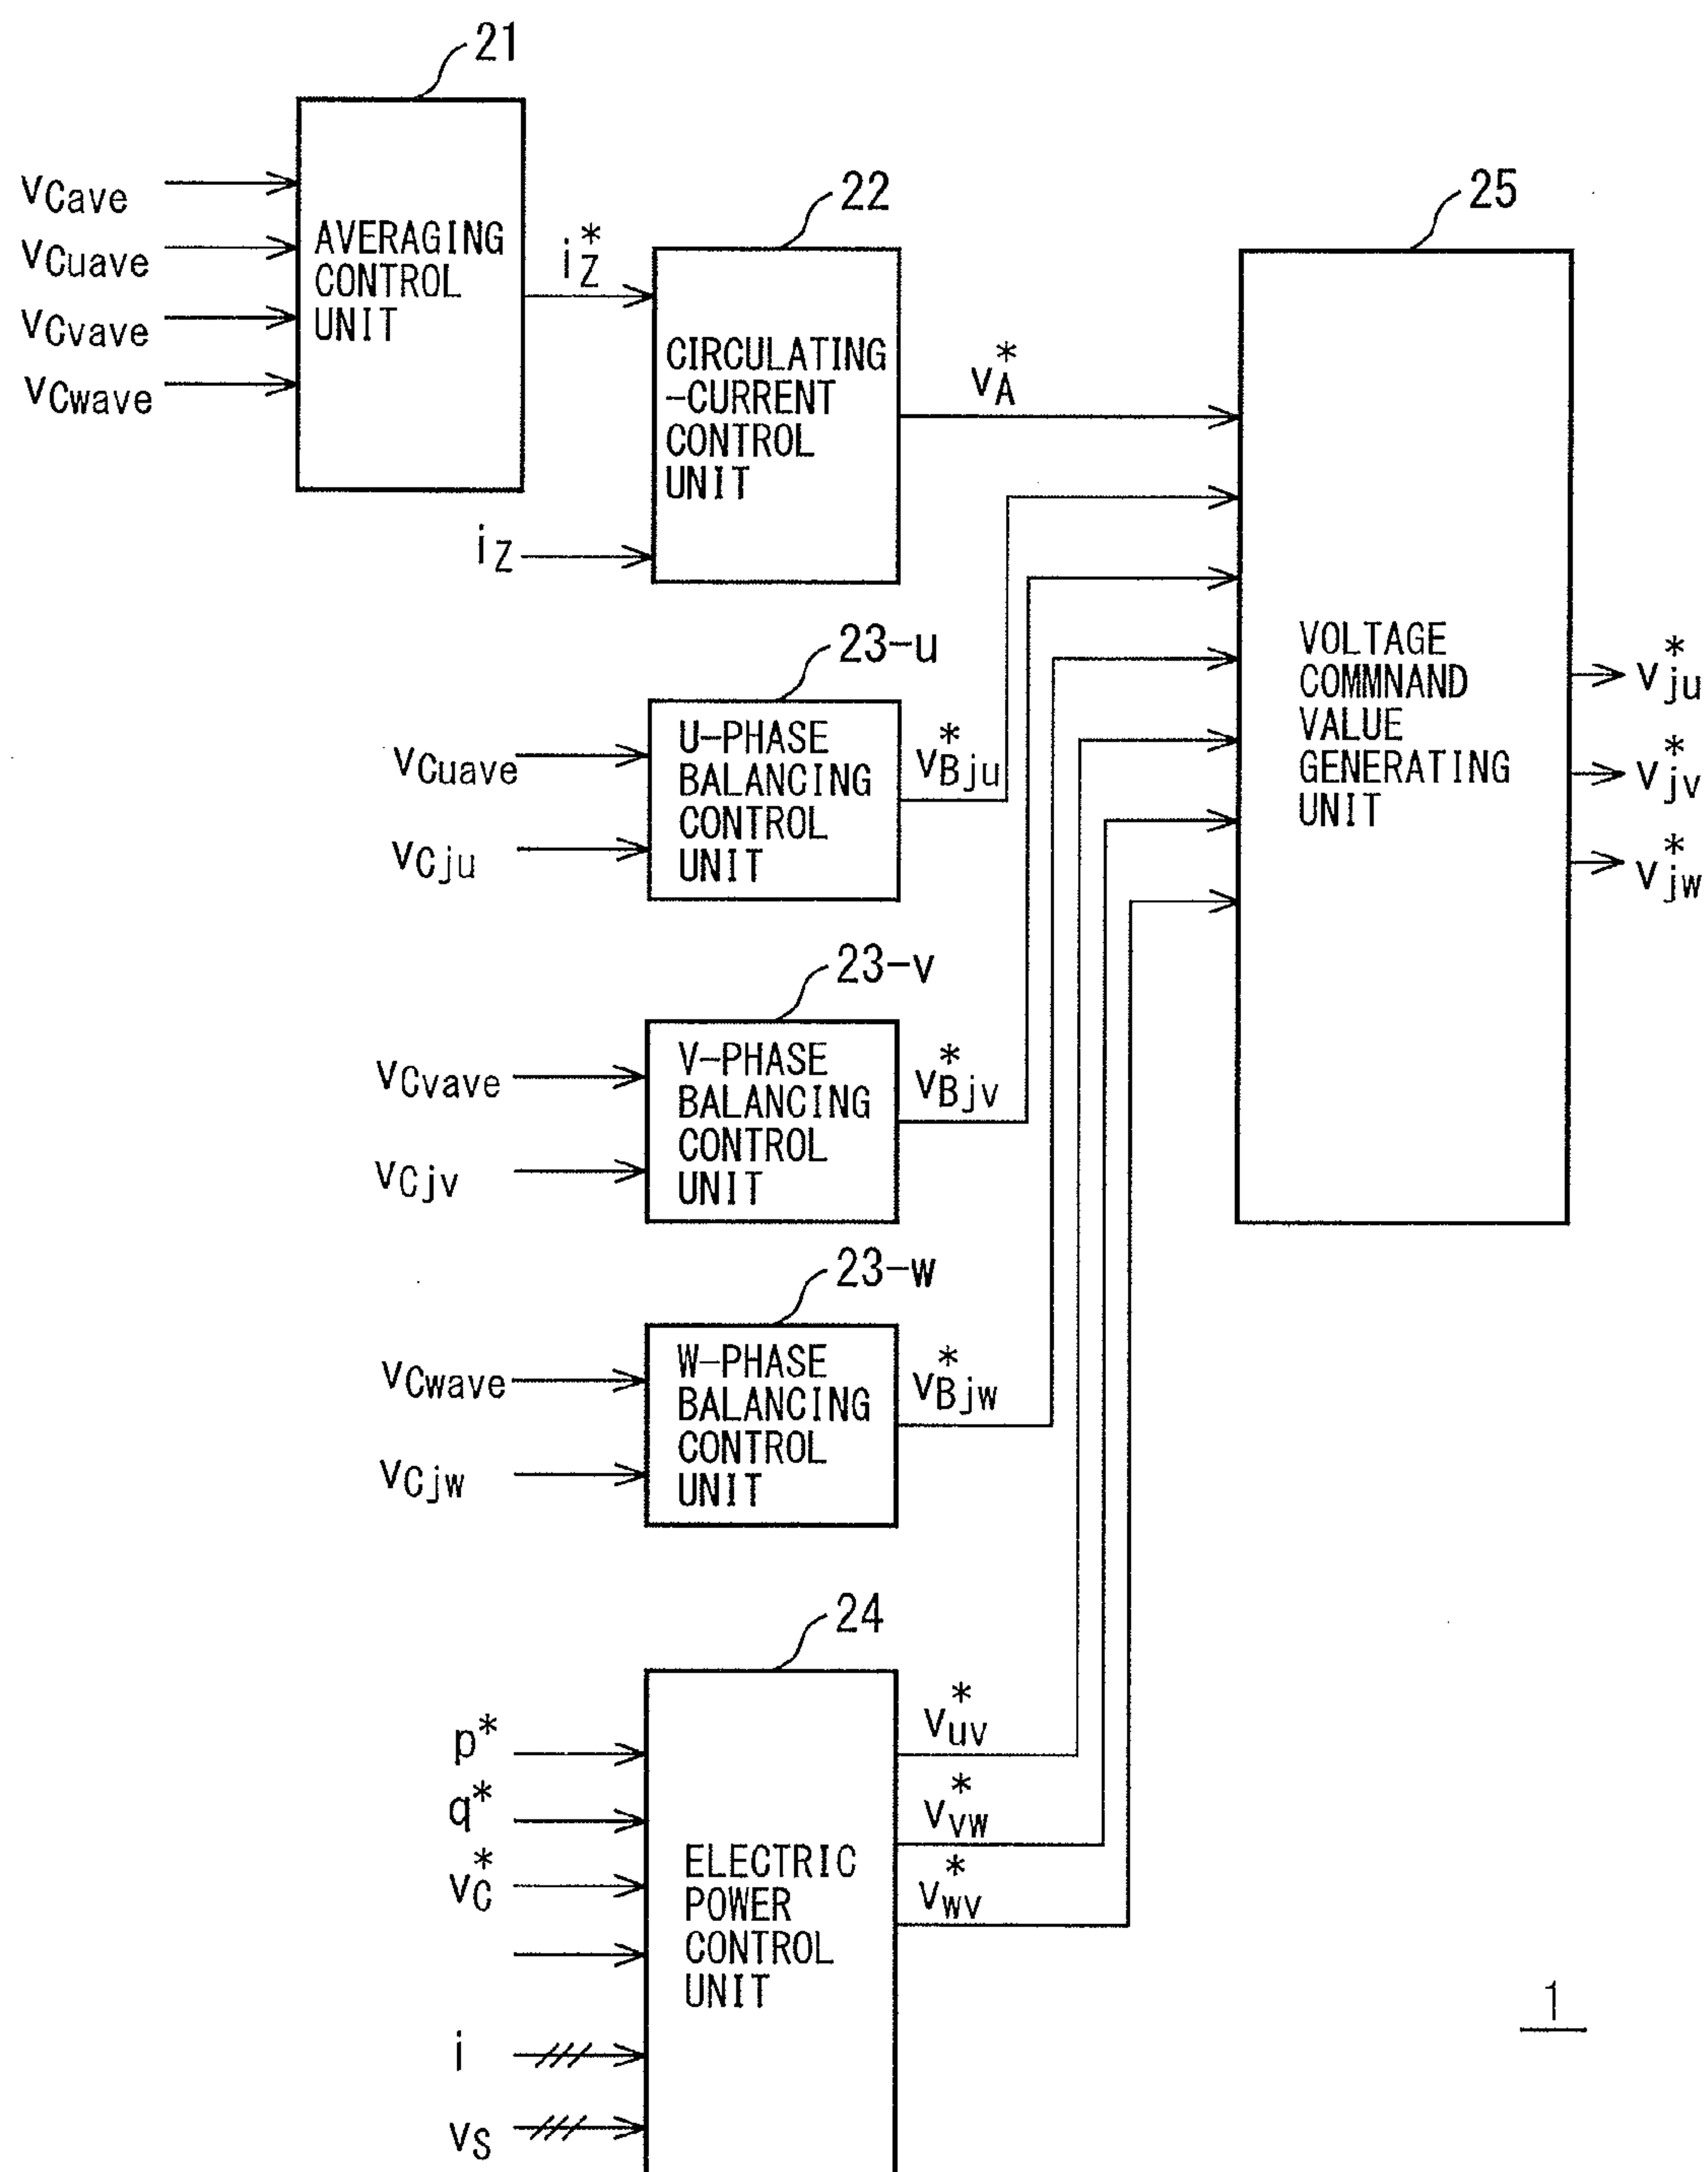 21
vCave
vCuave
vCvave
vCwave
AVERAGING
CONTROL
UNIT
i*Z
22
CIRCULATING
-CURRENT
CONTROL
UNIT
iZ
v*A
25
VOLTAGE
COMMNAND
VALUE
GENERATING
UNIT
v*ju
v*jv
v*jw
23-u
vCuave
vCju
U-PHASE
BALANCING
CONTROL
UNIT
v*Bju
23-v
vCvave
vCjv
V-PHASE
BALANCING
CONTROL
UNIT
v*Bjv
23-w
vCwave
vCjw
W-PHASE
BALANCING
CONTROL
UNIT
v*Bjw
24
p*
q*
v*C
i
vS
ELECTRIC
POWER
CONTROL
UNIT
v*uv
v*vw
v*wv
1